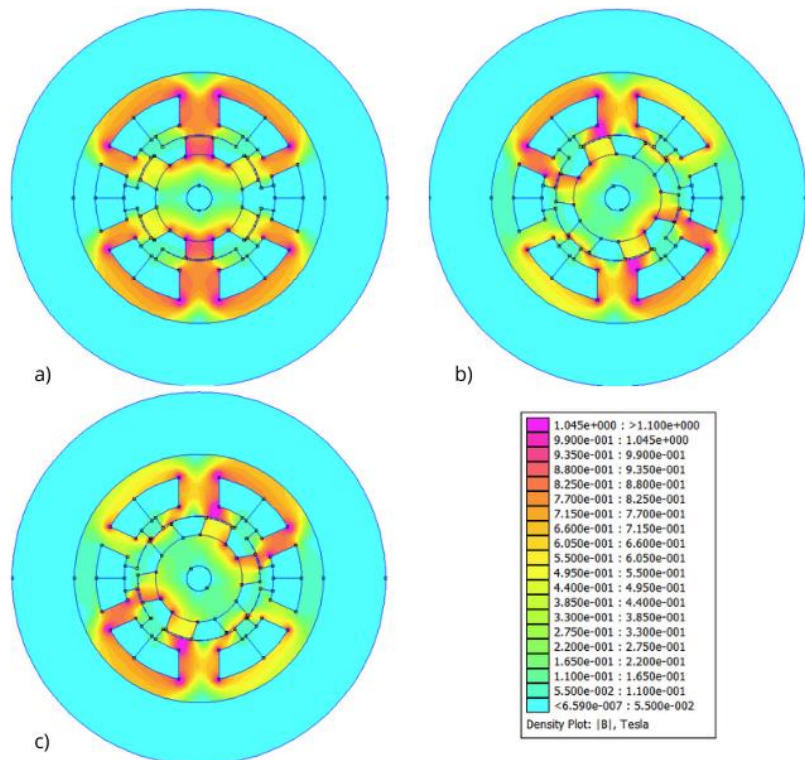 a)
b)
c)
1.045e+000 : >1.100e+000
9.900e-001 : 1.045e+000
9.350e-001 : 9.900e-001
8.800e-001 : 9.350e-001
8.250e-001 : 8.800e-001
7.700e-001 : 8.250e-001
7.150e-001 : 7.700e-001
6.600e-001 : 7.150e-001
6.050e-001 : 6.600e-001
5.500e-001 : 6.050e-001
4.950e-001 : 5.500e-001
4.400e-001 : 4.950e-001
3.850e-001 : 4.400e-001
3.300e-001 : 3.850e-001
2.750e-001 : 3.300e-001
2.200e-001 : 2.750e-001
1.650e-001 : 2.200e-001
1.100e-001 : 1.650e-001
5.500e-002 : 1.100e-001
<6.590e-007 : 5.500e-002
Density Plot: |B|, Tesla